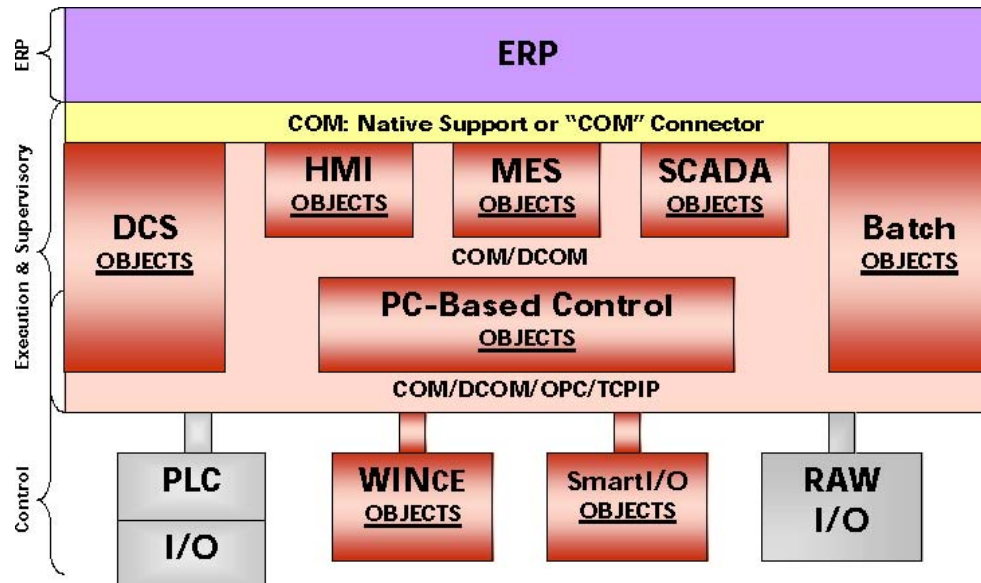 ERP
ERP
COM: Native Support or “COM” Connector
Execution & Supervisory
DCS
OBJECTS
HMI
OBJECTS
MES
OBJECTS
SCADA
OBJECTS
Batch
OBJECTS
COM/DCOM
PC-Based Control
OBJECTS
COM/DCOM/OPC/TCPIP
Control
PLC
I/O
WINCE
OBJECTS
SmartI/O
OBJECTS
RAW
I/O